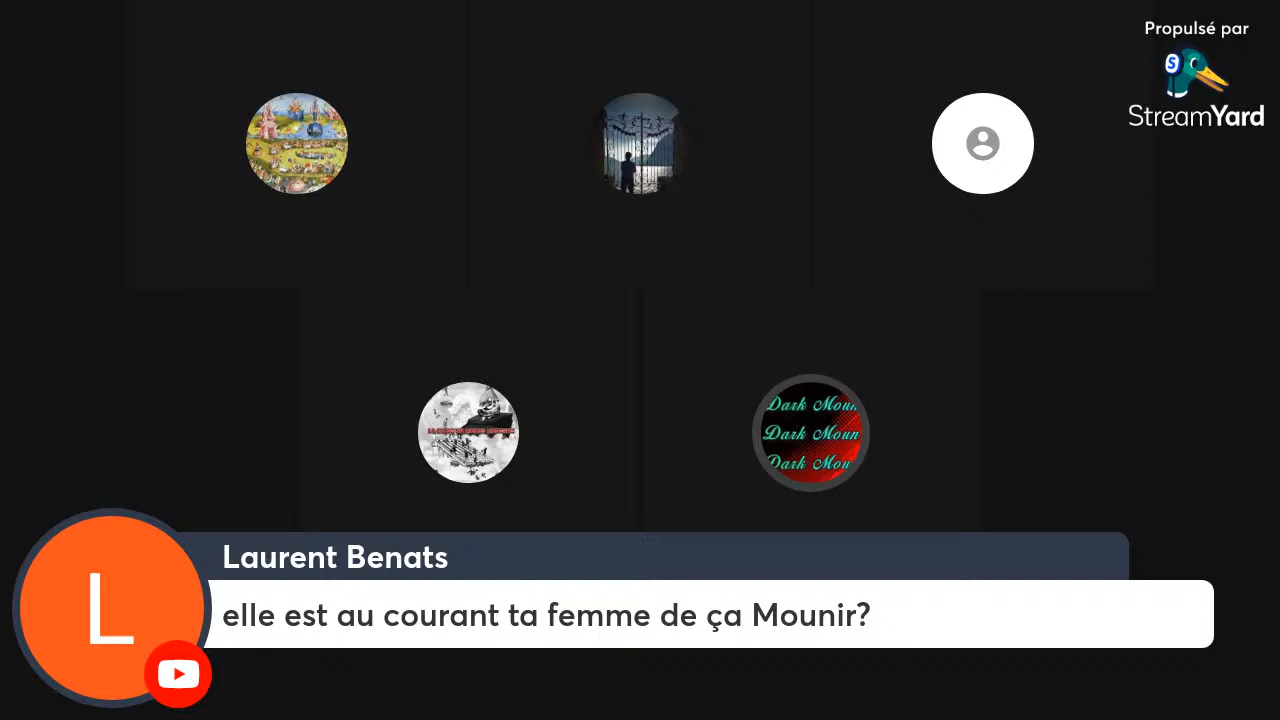 Propulsé par
StreamYard
S
Dark Moun
Dark Moun
Dark Mou
L
Laurent Benats
elle est au courant ta femme de ça Mounir?